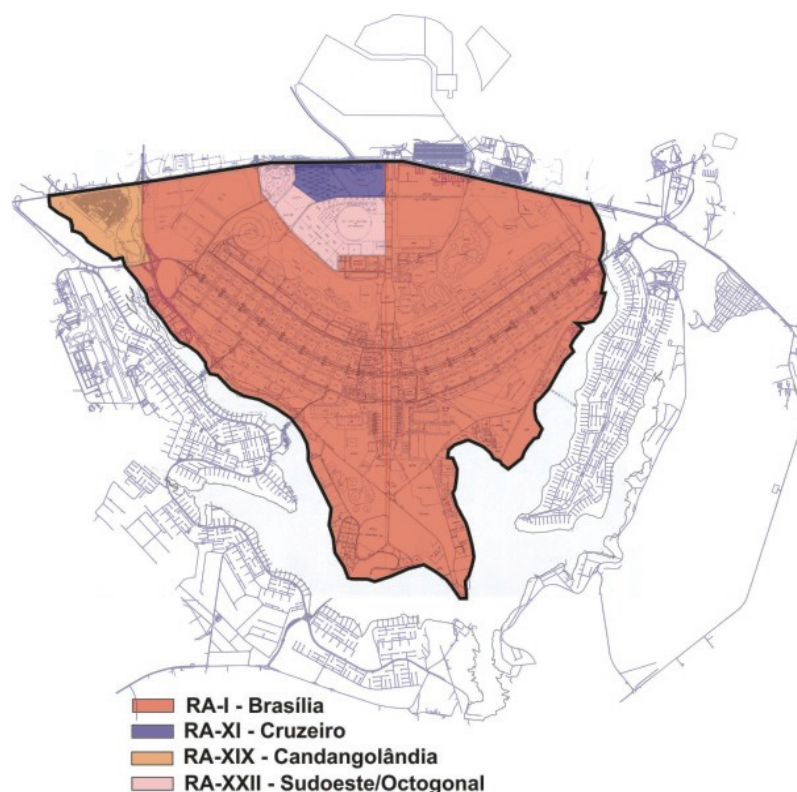 RA-I - Brasília
RA-XI - Cruzeiro
RA-XIX - Candangolândia
RA-XXII - Sudoeste/Octogonal